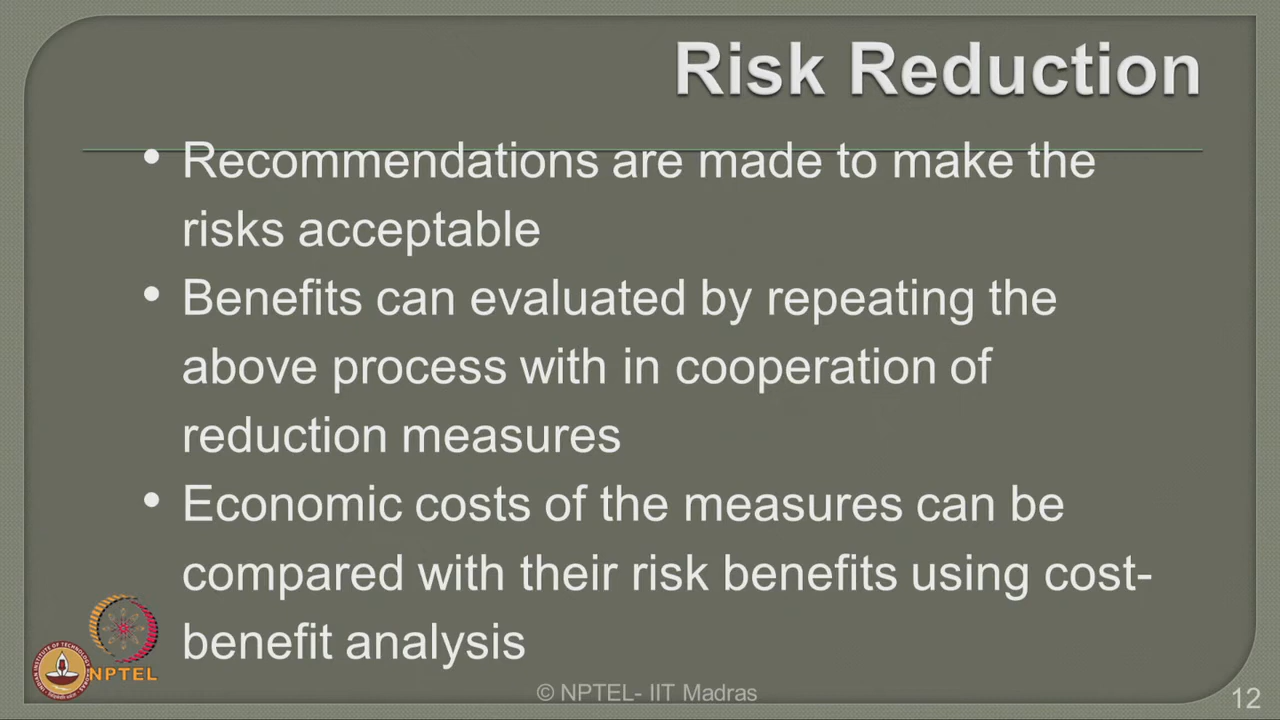 Risk Reduction
• Recommendations are made to make the
risks acceptable
• Benefits can evaluated by repeating the
above process with in cooperation of
reduction measures
• Economic costs of the measures can be
compared with their risk benefits using cost-
benefit analysis
NPTEL
© NPTEL- IIT Madras
12